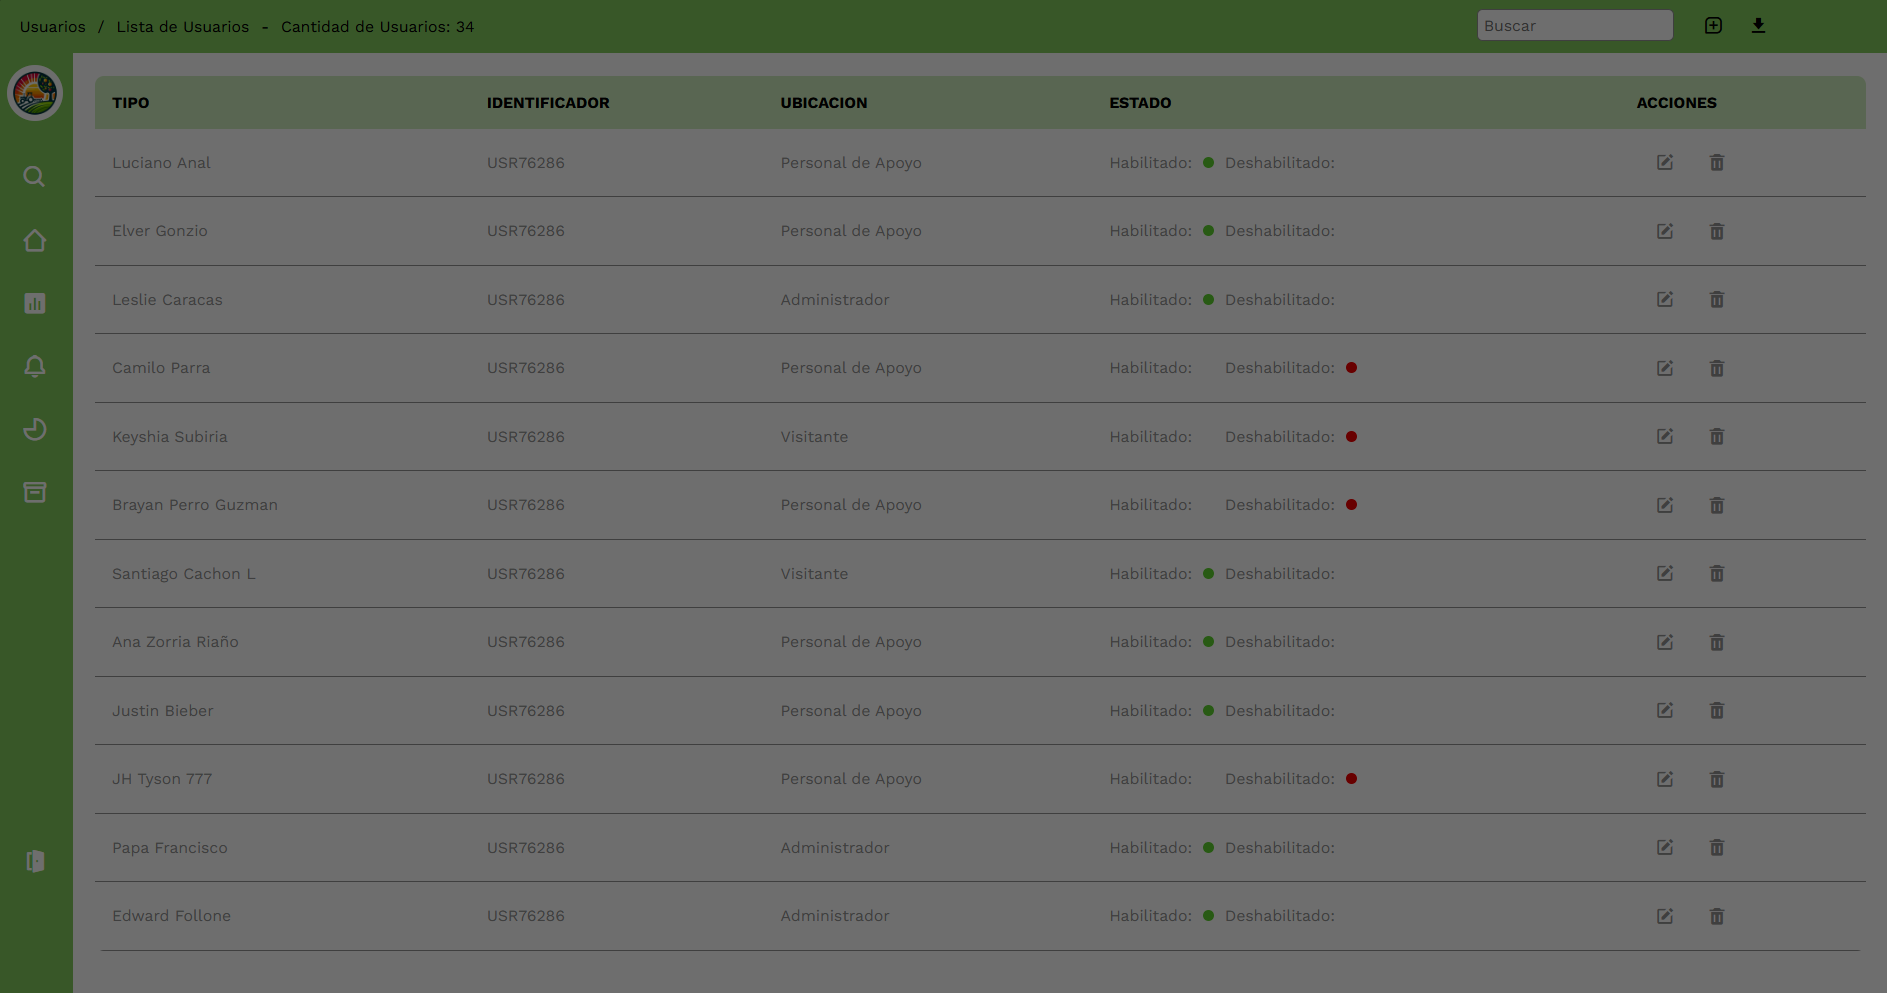 Usuarios / Lista de Usuarios - Cantidad de Usuarios: 34 Buscar
TIPO IDENTIFICADOR UBICACION ESTADO ACCIONES
Luciano Anal USR76286 Personal de Apoyo Habilitado: Deshabilitado:
Elver Gonzio USR76286 Personal de Apoyo Habilitado: Deshabilitado:
Leslie Caracas USR76286 Administrador Habilitado: Deshabilitado:
Camilo Parra USR76286 Personal de Apoyo Habilitado: Deshabilitado:
Keyshia Subiria USR76286 Visitante Habilitado: Deshabilitado:
Brayan Perro Guzman USR76286 Personal de Apoyo Habilitado: Deshabilitado:
Santiago Cachon L USR76286 Visitante Habilitado: Deshabilitado:
Ana Zorria Riaño USR76286 Personal de Apoyo Habilitado: Deshabilitado:
Justin Bieber USR76286 Personal de Apoyo Habilitado: Deshabilitado:
JH Tyson 777 USR76286 Personal de Apoyo Habilitado: Deshabilitado:
Papa Francisco USR76286 Administrador Habilitado: Deshabilitado:
Edward Follone USR76286 Administrador Habilitado: Deshabilitado: